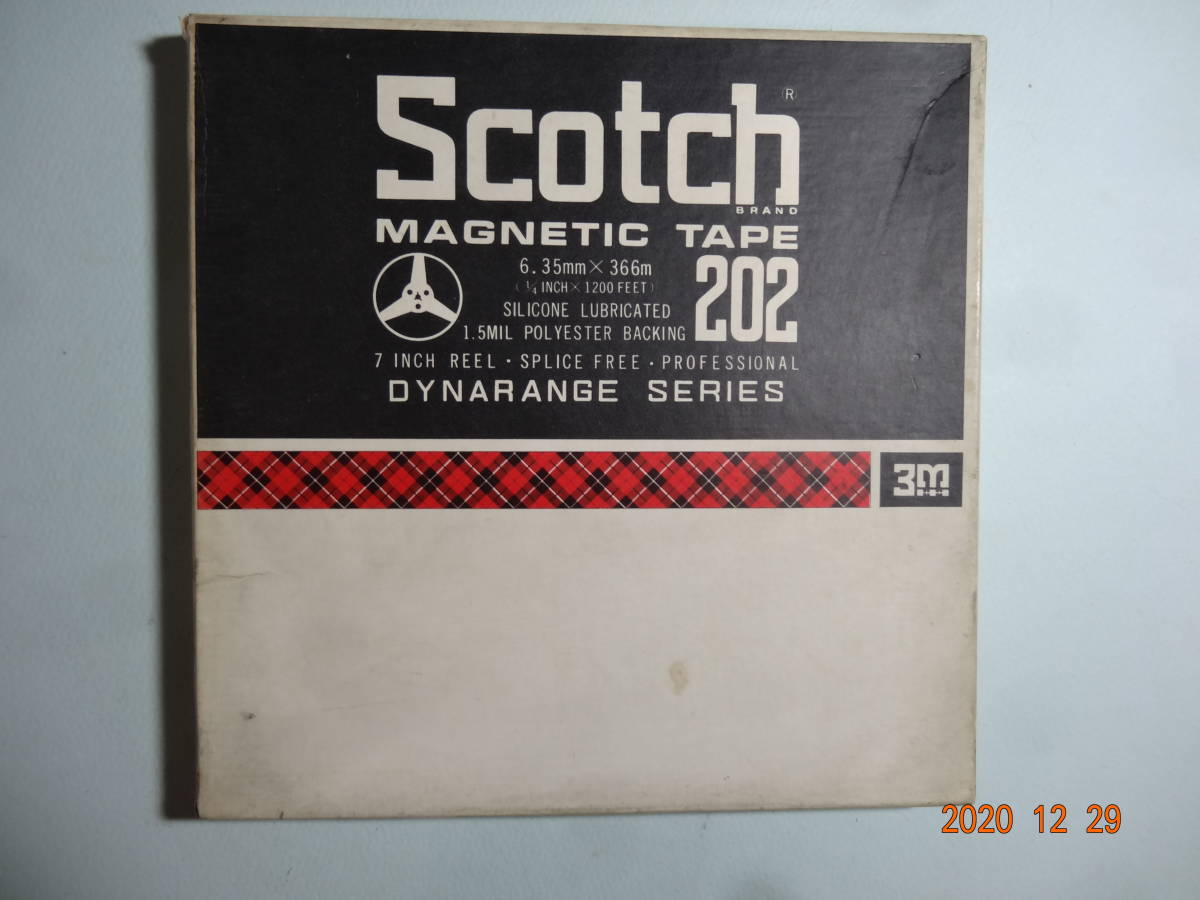 Scotch ®
BRAND
MAGNETIC TAPE
6.35mm × 366m
(¼ INCH × 1200 FEET)
SILICONE LUBRICATED
1.5MIL POLYESTER BACKING
202
7 INCH REEL · SPLICE FREE · PROFESSIONAL
DYNARANGE SERIES
3m
2020 12 29